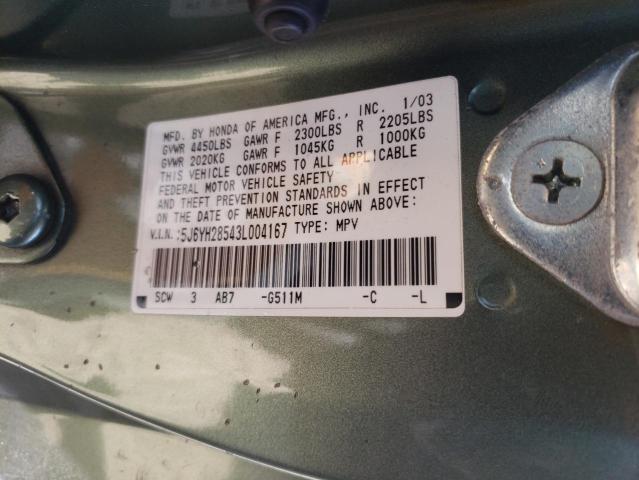 MFD. BY HONDA OF AMERICA MFG., INC. 1/03
GVWR 4450LBS GAWR F 2300LBS R 2205LBS
GVWR 2020KG GAWR F 1045KG R 1000KG
THIS VEHICLE CONFORMS TO ALL APPLICABLE
FEDERAL MOTOR VEHICLE SAFETY
AND THEFT PREVENTION STANDARDS IN EFFECT
ON THE DATE OF MANUFACTURE SHOWN ABOVE:
V.I.N.:5J6YH28543L004167 TYPE: MPV
SCW 3 AB7 -G511M -C -L